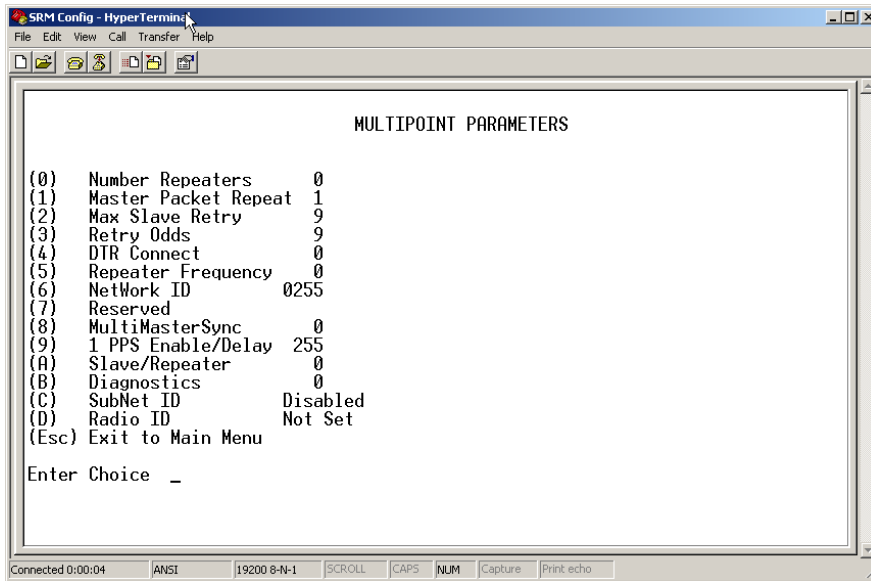 SRM Config - HyperTerminal
File Edit View Call Transfer Help
MULTIPOINT PARAMETERS
(0) Number Repeaters 0
(1) Master Packet Repeat 1
(2) Max Slave Retry 9
(3) Retry Odds 9
(4) DTR Connect 0
(5) Repeater Frequency 0
(6) NetWork ID 0255
(7) Reserved
(8) MultiMasterSync 0
(9) 1 PPS Enable/Delay 255
(A) Slave/Repeater 0
(B) Diagnostics 0
(C) SubNet ID Disabled
(D) Radio ID Not Set
(Esc) Exit to Main Menu
Enter Choice _
Connected 0:00:04 ANSI 19200 8-N-1 SCROLL CAPS NUM Capture Print echo